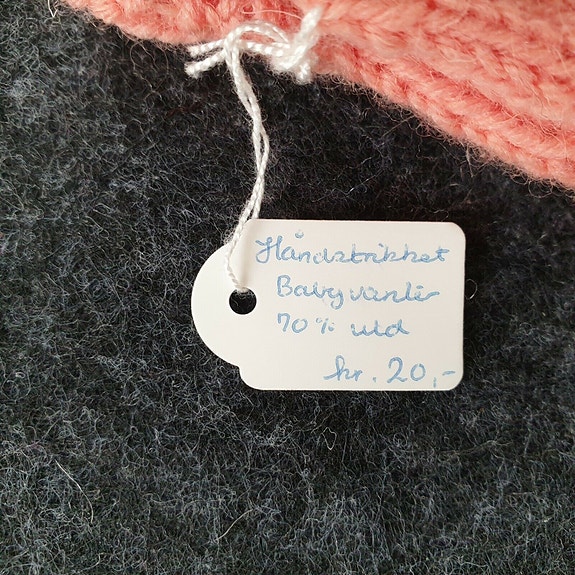 Håndstrikket
Babyvanter
70% uld
kr. 20,-